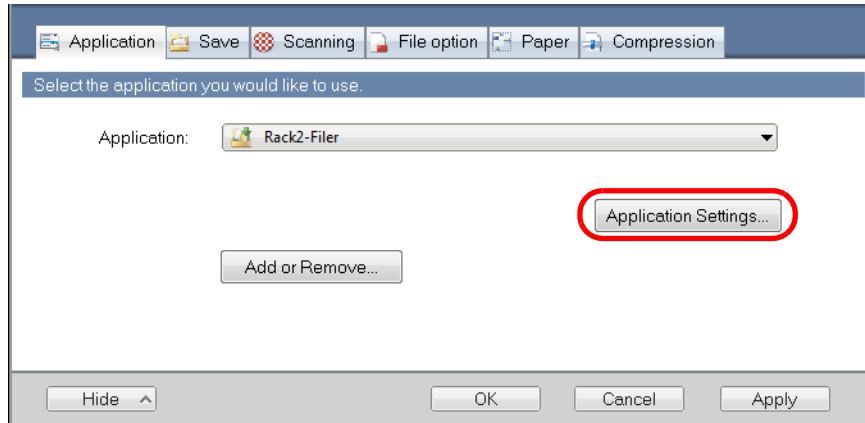 Application Save Scanning File option Paper Compression
Select the application you would like to use.
Application: Rack2-Filer
Application Settings...
Add or Remove...
Hide OK Cancel Apply